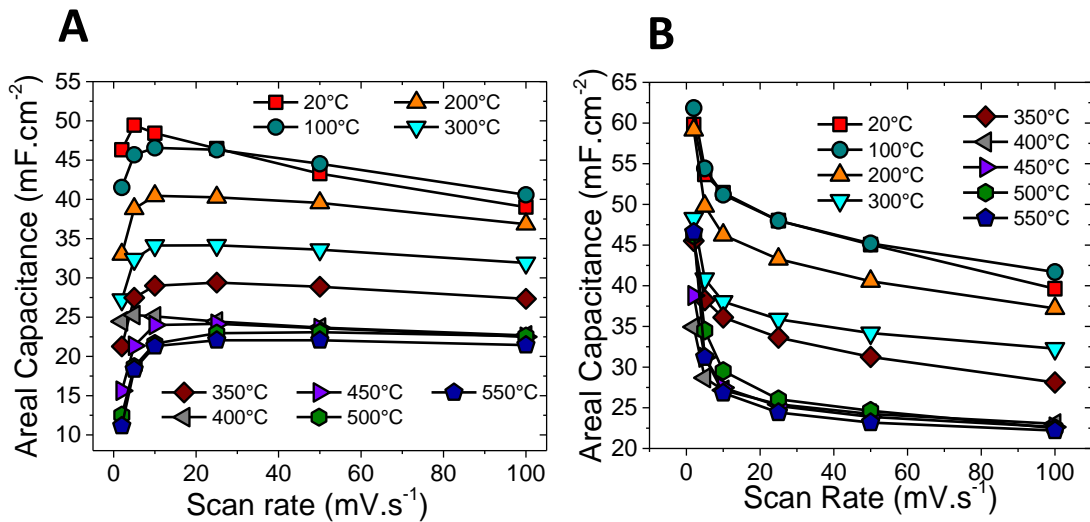 A
Areal Capacitance (mF.cm-2)
55
50
45
40
35
30
25
20
15
10
20°C
200°C
100°C
300°C
350°C
450°C
550°C
400°C
500°C
0
20
40
60
80
100
Scan rate (mV.s-1)
B
Areal Capacitance (mF.cm-2)
65
60
55
50
45
40
35
30
25
20
20°C
100°C
200°C
300°C
350°C
400°C
450°C
500°C
550°C
0
20
40
60
80
100
Scan Rate (mV.s-1)